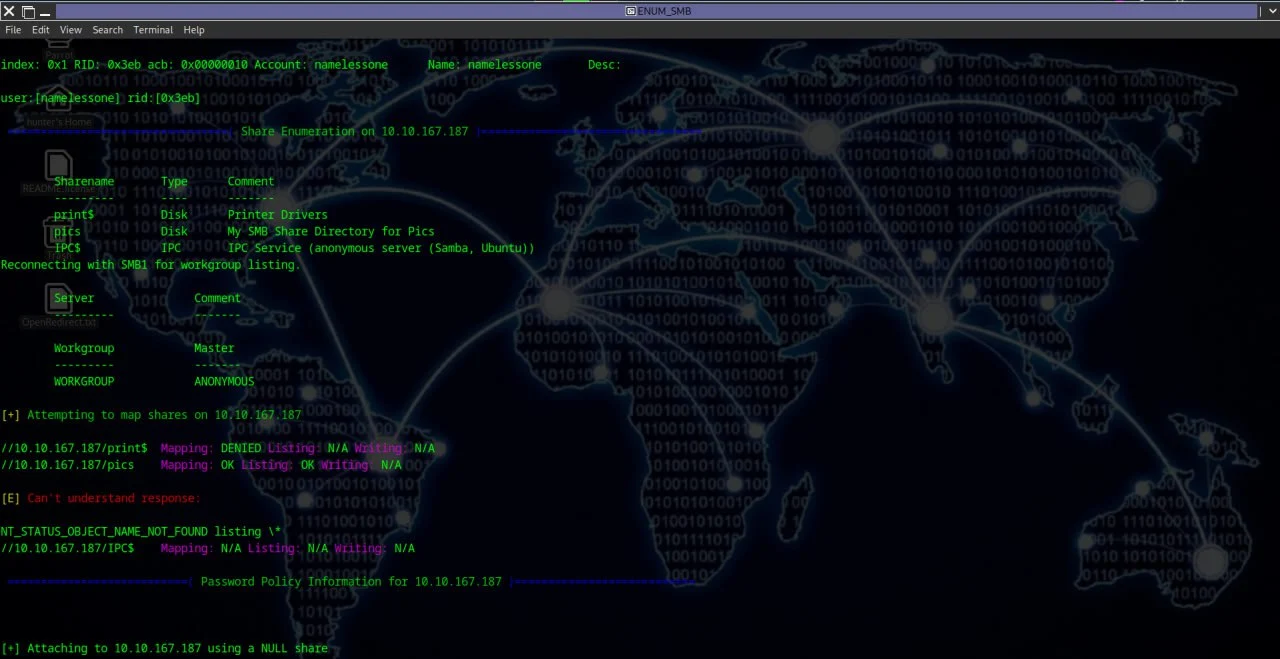 ENUM_SMB
File Edit View Search Terminal Help
index: 0x1 RID: 0x3eb acb: 0x00000010 Account: namelessone Name: namelessone Desc:
user:[namelessone] rid:[0x3eb]
hunter's Home
Share Enumeration on 10.10.167.187
Sharename Type Comment
--------- ---- -------
README.license
print$ Disk Printer Drivers
pics Disk My SMB Share Directory for Pics
IPC$ IPC IPC Service (anonymous server (Samba, Ubuntu))
Trash
Reconnecting with SMB1 for workgroup listing.
Server Comment
--------- -------
OpenRedirect.txt
Workgroup Master
--------- -------
WORKGROUP ANONYMOUS
[+] Attempting to map shares on 10.10.167.187
//10.10.167.187/print$ Mapping: DENIED Listing: N/A Writing: N/A
//10.10.167.187/pics Mapping: OK Listing: OK Writing: N/A
[E] Can't understand response:
NT_STATUS_OBJECT_NAME_NOT_FOUND listing \*
//10.10.167.187/IPC$ Mapping: N/A Listing: N/A Writing: N/A
Password Policy Information for 10.10.167.187
[+] Attaching to 10.10.167.187 using a NULL share